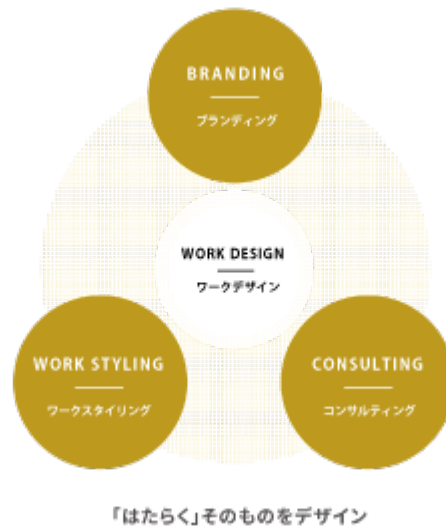 BRANDING
ブランディング
WORK DESIGN
ワークデザイン
WORK STYLING
ワークスタイリング
CONSULTING
コンサルティング
「はたらく」そのものをデザイン